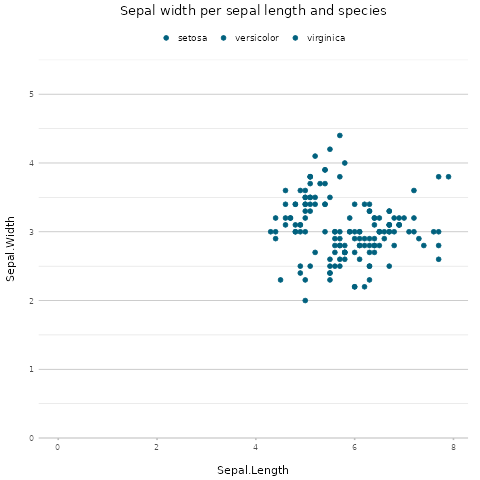 Sepal width per sepal length and species
setosa versicolor virginica
5
4
3
2
1
0
Sepal.Width
0 2 4 6 8
Sepal.Length